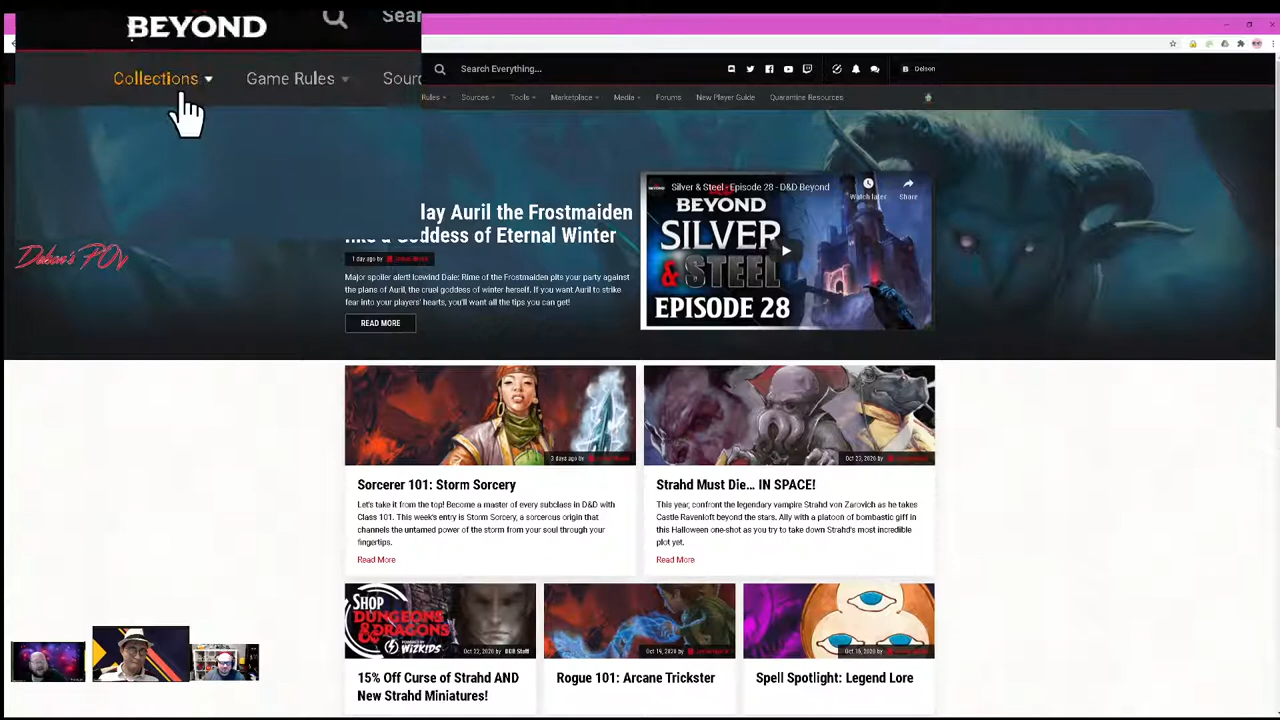 BEYOND
Sear
Collections
Game Rules
Sourc
Search Everything...
Delson
Rules
Sources
Tools
Marketplace
Media
Forums
New Player Guide
Quarantine Resources
Delson's POV
lay Auril the Frostmaiden
like a Goddess of Eternal Winter
1 day ago by
Major spoiler alert! Icewind Dale: Rime of the Frostmaiden pits your party against
the plans of Auril, the cruel goddess of winter herself. If you want Auril to strike
fear into your players' hearts, you'll want all the tips you can get!
READ MORE
Silver & Steel - Episode 28 - D&D Beyond
Watch later
Share
BEYOND
SILVER
& STEEL
EPISODE 28
3 days ago by
Sorcerer 101: Storm Sorcery
Let's take it from the top! Become a master of every subclass in D&D with
Class 101. This week's entry is Storm Sorcery, a sorcerous origin that
channels the untamed power of the storm from your soul through your
fingertips.
Read More
Oct 23, 2020 by
Strahd Must Die... IN SPACE!
This year, confront the legendary vampire Strahd von Zarovich as he takes
Castle Ravenloft beyond the stars. Ally with a platoon of bombastic giff in
this Halloween one-shot as you try to take down Strahd's most incredible
plot yet.
Read More
SHOP
DUNGEONS
& DRAGONS
POWERED BY
WIZKIDS
Oct 22, 2020 by BDB Staff
15% Off Curse of Strahd AND
New Strahd Miniatures!
Oct 19, 2020 by
Rogue 101: Arcane Trickster
Oct 19, 2020 by
Spell Spotlight: Legend Lore